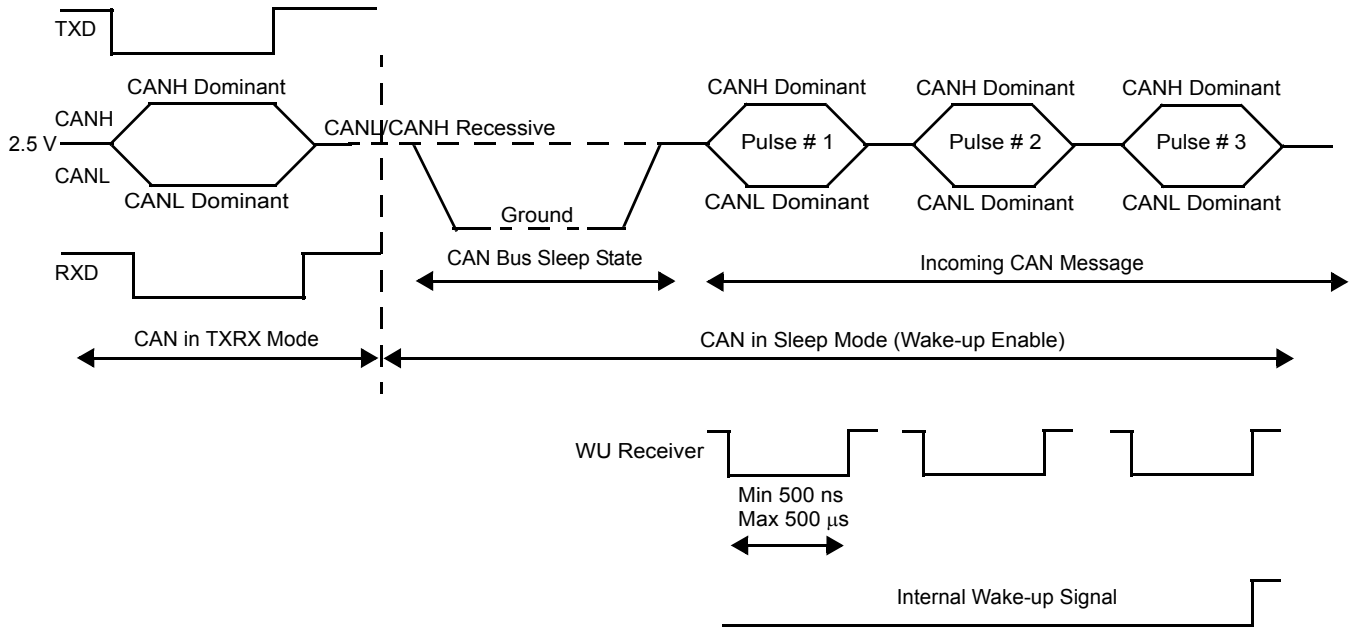 TXD
CANH Dominant
CANH Dominant
CANH Dominant
CANH Dominant
CANH
CANL/CANH Recessive
2.5 V
Pulse # 1
Pulse # 2
Pulse # 3
CANL
CANL Dominant
CANL Dominant
CANL Dominant
CANL Dominant
Ground
CAN Bus Sleep State
Incoming CAN Message
RXD
CAN in TXRX Mode
CAN in Sleep Mode (Wake-up Enable)
WU Receiver
Min 500 ns
Max 500 μs
Internal Wake-up Signal